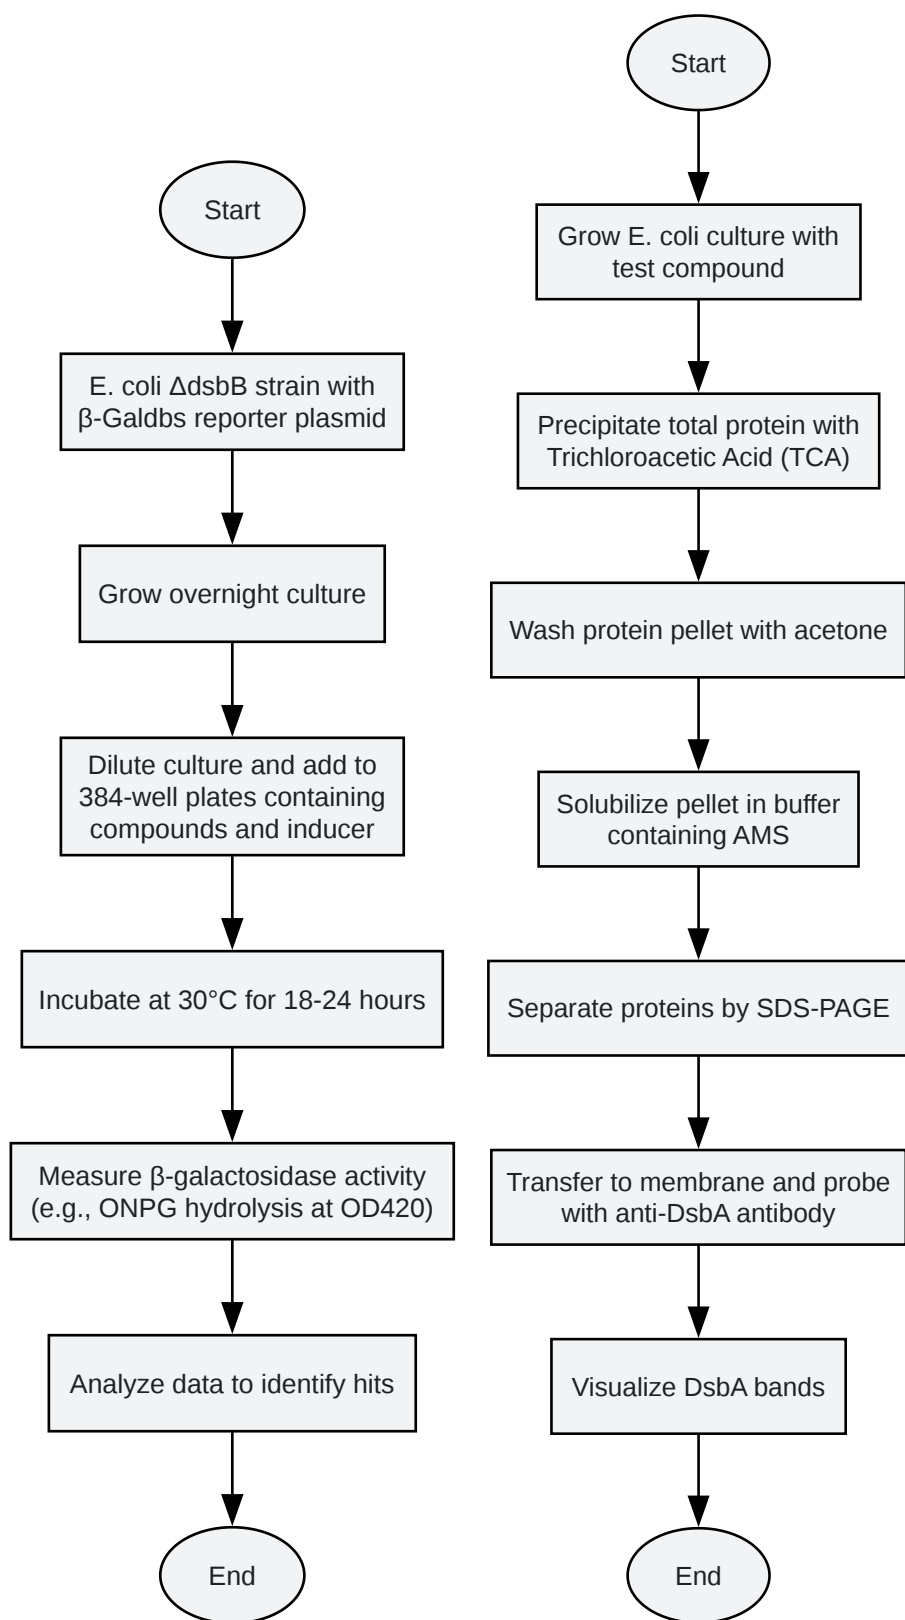 Start
E. coli ΔdsbB strain with
β-Galdbs reporter plasmid
Grow overnight culture
Dilute culture and add to
384-well plates containing
compounds and inducer
Incubate at 30°C for 18-24 hours
Measure β-galactosidase activity
(e.g., ONPG hydrolysis at OD420)
Analyze data to identify hits
End
Start
Grow E. coli culture with
test compound
Precipitate total protein with
Trichloroacetic Acid (TCA)
Wash protein pellet with acetone
Solubilize pellet in buffer
containing AMS
Separate proteins by SDS-PAGE
Transfer to membrane and probe
with anti-DsbA antibody
Visualize DsbA bands
End